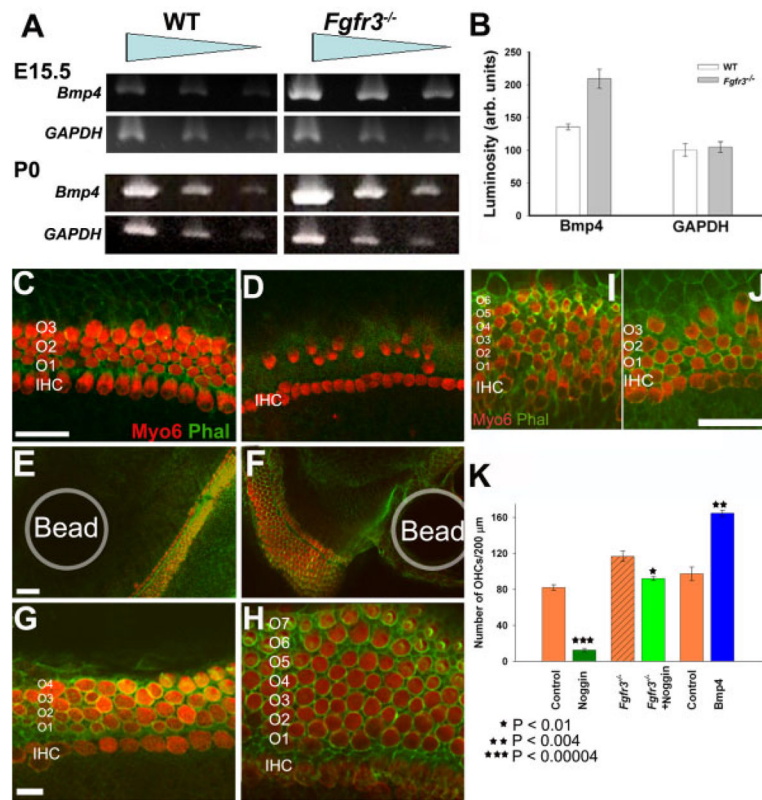 A
WT
Fgfr3-/-
E15.5
Bmp4
GAPDH
P0
Bmp4
GAPDH
B
Luminosity (arb. units)
250
200
150
100
50
0
WT
Fgfr3-/-
Bmp4 GAPDH
C
O3
O2
O1
IHC
Myo6 Phal
D
IHC
I
O6
O5
O4
O3
O2
O1
IHC
Myo6 Phal
J
O3
O2
O1
IHC
E
Bead
F
Bead
G
O4
O3
O2
O1
IHC
H
O7
O6
O5
O4
O3
O2
O1
IHC
K
Number of OHCs/200 µm
160
120
80
40
0
★★★
★
★★
Control
Noggin
Fgfr3-/-
Fgfr3-/-
+Noggin
Control
Bmp4
★ P < 0.01
★★ P < 0.004
★★★ P < 0.00004